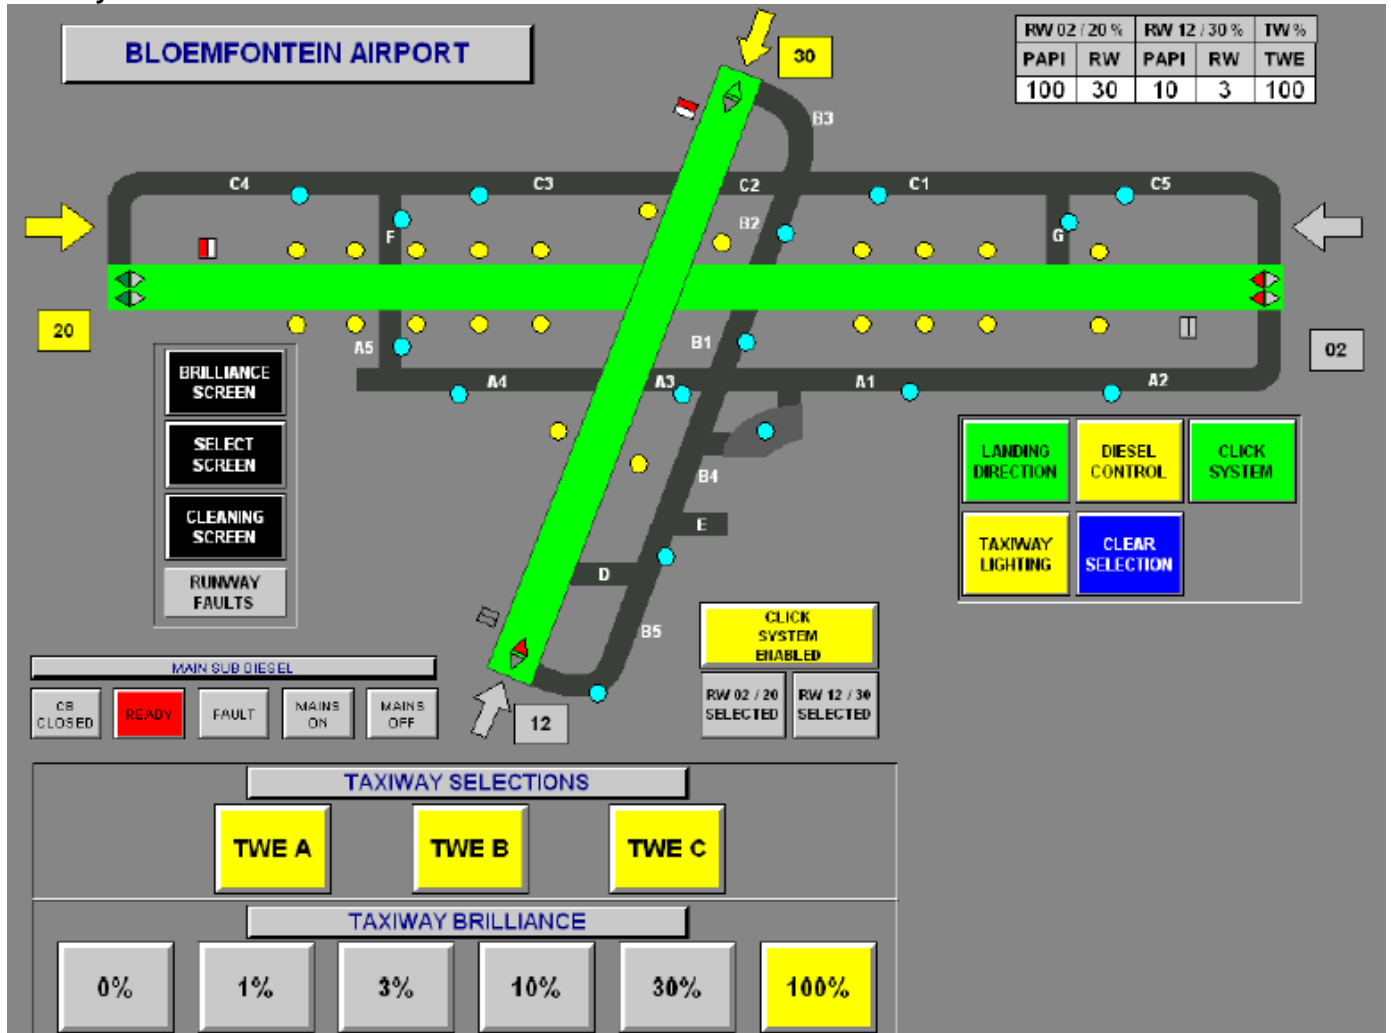 BLOEMFONTEIN AIRPORT
30
RW 02 / 20 % RW 12 / 30 % TW %
PAPI RW PAPI RW TWE
100 30 10 3 100
B3
C4 C3 C2 C1 C5
B2
F G
20
A5 B1
02
A4 A3 A1 A2
BRILLIANCE
SCREEN
SELECT
SCREEN
CLEANING
SCREEN
RUNWAY
FAULTS
LANDING
DIRECTION
DIESEL
CONTROL
CLICK
SYSTEM
TAXIWAY
LIGHTING
CLEAR
SELECTION
B4
E
D
B5
12
CLICK
SYSTEM
ENABLED
RW 02 / 20
SELECTED
RW 12 / 30
SELECTED
MAIN SUB DIESEL
CB
CLOSED
READY
FAULT
MAINS
ON
MAINS
OFF
TAXIWAY SELECTIONS
TWE A TWE B TWE C
TAXIWAY BRILLIANCE
0% 1% 3% 10% 30% 100%